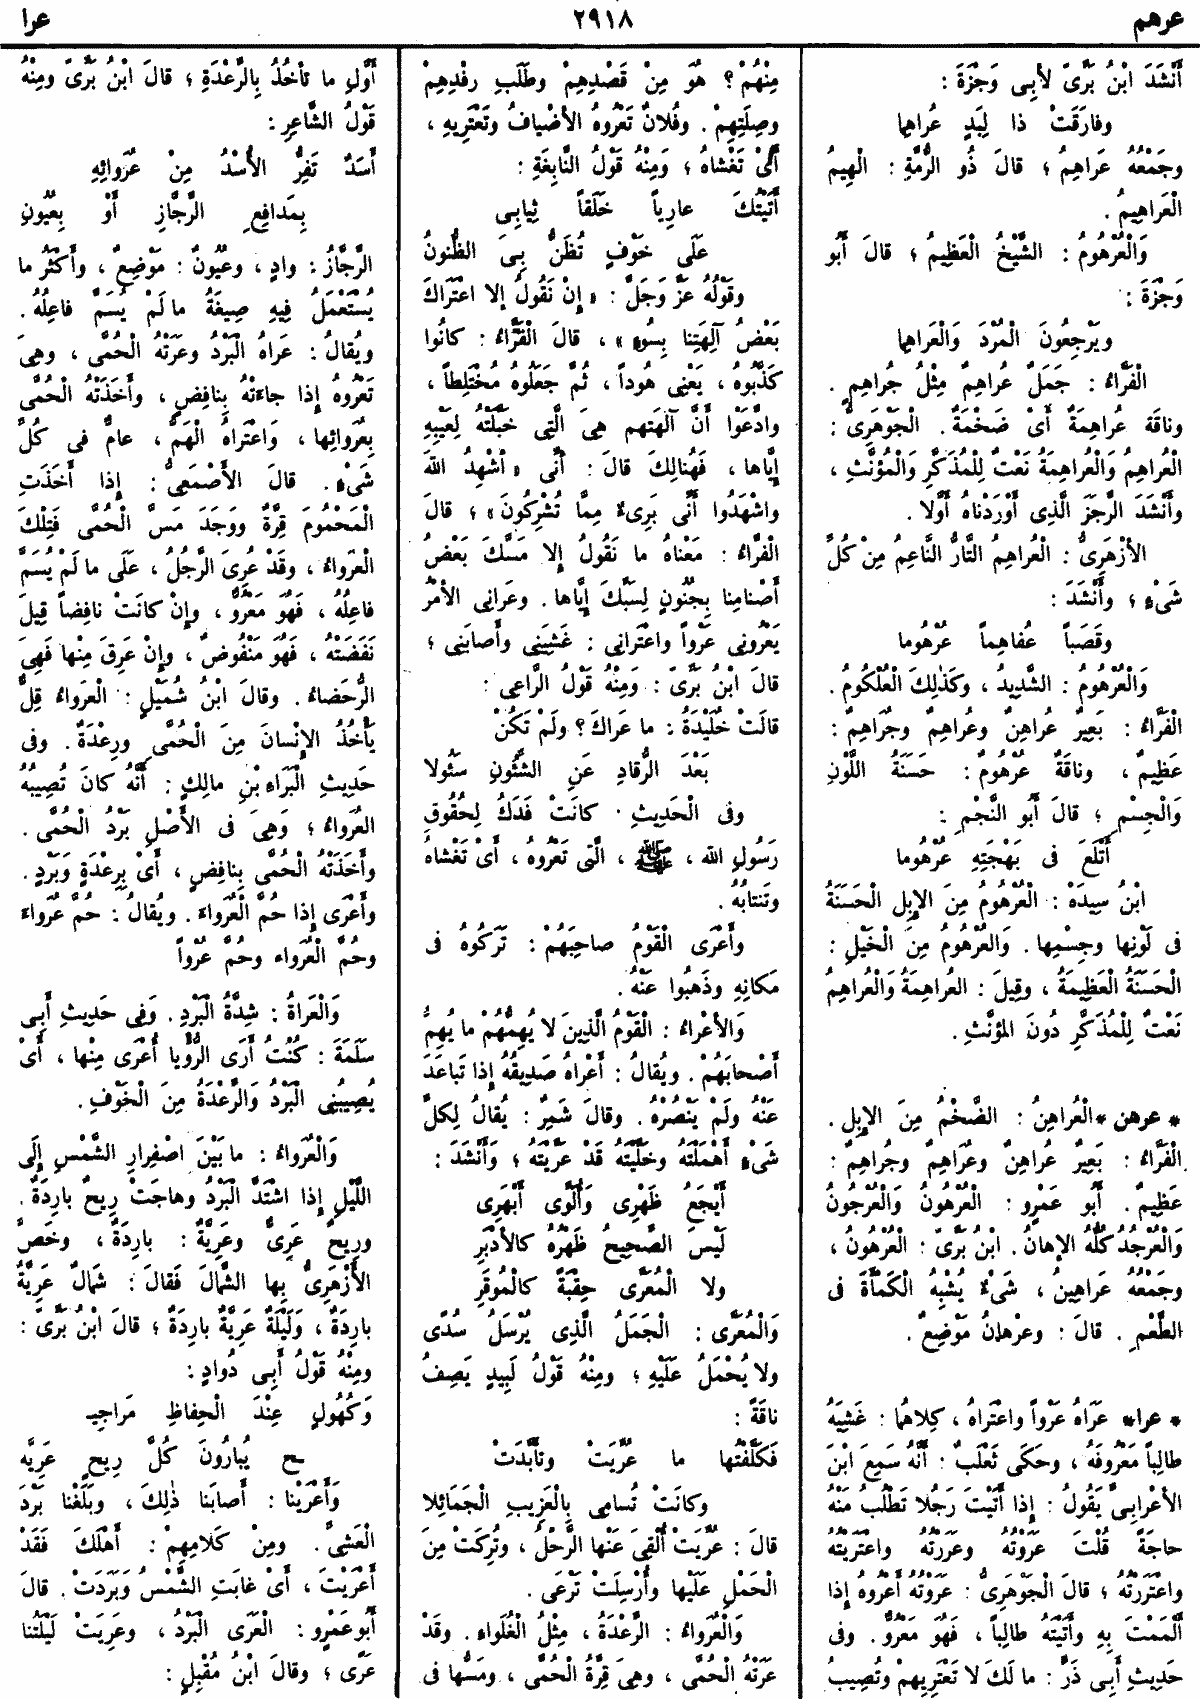 عرهم
٢٩١٨
عرا
أَنْشَدَ ابْنُ بَرِّىٍّ لأَبِى وَجْزَةَ :
وفارَقَتْ ذا لِبَدٍ عُراهِما
وجَمْعُهُ عَراهِمُ ؛ قالَ ذُو الرُّمَّةِ : الْهِيمُ
الْعَراهِيمُ .
وَالْعُرْهُومُ : الشَّيْخُ الْعَظِيمُ ؛ قالَ أَبُو
وَجْزَةَ :
ويَرْجِعُونَ الْمُرْدَ وَالْعَراهِما
الْفَرَّاءُ : جَمَلٌ عُراهِمٌ مِثْلُ جُراهِمٍ .
وناقَةٌ عُراهِمَةٌ أَىْ ضَخْمَةٌ . الْجَوْهَرِىُّ :
الْعُراهِمُ وَالْعُراهِمَةُ نَعْتٌ لِلْمُذَكَّرِ وَالْمُؤَنَّثِ ،
وأَنْشَدَ الرَّجَزَ الَّذِى أَوْرَدْناهُ أَوَّلًا .
الأَزْهَرِىُّ : الْعُراهِمُ التَّارُّ النَّاعِمُ مِنْ كُلِّ
شَىْءٍ ؛ وأَنْشَدَ :
وقَصَباً عُفاهِماً عُرْهُوما
وَالْعُرْهُومُ : الشَّدِيدُ ، وكَذٰلِكَ الْعُلْكُومُ .
الْفَرَّاءُ : بَعِيرٌ عُراهِنٌ وعُراهِمٌ وجُرَاهِمٌ :
عَظِيمٌ ، وناقَةٌ عُرْهُومٌ : حَسَنَةُ اللَّوْنِ
وَالْجِسْمِ ؛ قالَ أَبُو النَّجْمِ :
أَتْلَعَ فى بَهْجَتِهِ عُرْهُوما
ابْنُ سِيدَهْ : الْعُرْهُومُ مِنَ الإِبِلِ الْحَسَنَةُ
فى لَوْنِها وجِسْمِها . وَالعُرْهُومُ مِنَ الْخَيْلِ :
الْحَسَنَةُ الْعَظِيمَةُ ، وقِيلَ : العُراهِمَةُ وَالْعُراهِمُ
نَعْتٌ لِلْمُذَكَّرِ دُونَ المُؤَنَّثِ .
* عرهن * الْعُراهِنُ : الضَّخْمُ مِنَ الإِبِلِ .
الْفَرَّاءُ : بَعِيرٌ عُراهِنٌ وعُرَاهِمٌ وجُراهِمٌ :
عَظِيمٌ . أَبُو عَمْرٍو : الْعُرْهُونُ وَالْعُرْجُونُ
وَالْعُرْجُدُ كُلُّهُ الإِهانُ . ابْنُ بَرِّىّ : الْعُرْهُونُ ،
وجَمْعُهُ عَراهِينُ ، شَىْءٌ يُشْبِهُ الْكَمْأَةَ فى
الطَّعْمِ . قالَ : وعرْهانُ مَوْضِعٌ .
* عرا * عَرَاهُ عَرْواً واعْتَراهُ ، كِلاهُما : غَشِيَهُ
طالِباً مَعْرُوفَهُ ، وحَكَى ثَعْلَبٌ : أَنَّهُ سَمِعَ ابْنَ
الأَعْرابِىِّ يَقُولُ : إِذا أَتَيْتَ رَجُلًا تَطْلُبُ مِنْهُ
حاجَةً قُلْتَ عَرَوْتُهُ وعَرَرْتُهُ واعْتَرَيْتُهُ
واعْتَرَرْتُهُ ؛ قالَ الْجَوْهَرِىُّ : عَرَوْتُهُ أَعْرُوهُ إِذا
أَلْمَمْتَ بِهِ وأَتَيْتَهُ طالِباً ، فَهُوَ مَعْرُوٌّ . وفى
حَدِيثِ أَبِى ذَرٍّ : ما لَكَ لا تَعْتَرِيهِمْ وتُصِيبُ
مِنْهُمْ ؟ هُوَ مِنْ قَصْدِهِمْ وطَلَبِ رِفْدِهِمْ
وصِلَتِهِمْ . وفُلانٌ تَعْرُوهُ الأَضْيافُ وتَعْتَرِيهِ ،
أَىْ تَغْشاهُ ؛ وَمِنْهُ قَوْلُ النَّابِغَةِ :
أَتَيْتُكَ عارِياً خَلَقاً ثِيابِى
عَلَى خَوْفٍ تُظَنُّ بِىَ الظُّنونُ
وقَوْلُهُ عَزَّ وَجَلَّ : « إِنْ نَقُولُ إِلا اعْتَرَاكَ
بَعْضُ آلِهَتِنا بِسُوءٍ » ، قالَ الْفَرَّاءُ : كانُوا
كَذَّبُوهُ ، يَعْنِى هُوداً ، ثُمَّ جَعَلُوهُ مُخْتَلِطاً ،
وادَّعَوْا أَنَّ آلهَتَهم هِىَ الَّتِى خَبَّلَتْهُ لِعَيْبِهِ
إِيَّاها ، فَهُنالِكَ قالَ : أَنِّى « أُشْهِدُ اللهَ
واشْهَدُوا أَنِّى بَرِىءٌ مِمَّا تُشْرِكُونَ » ؛ قالَ
الْفَرَّاءُ : مَعْناهُ ما نَقُولُ إِلا مَسَّكَ بَعْضُ
أَصْنامِنا بِجُنُونٍ لِسَبِّكَ إِيَّاها . وعَرانِى الأَمْرُ
يَعْرُونِى عَرْواً واعْتَرانِى : غَشِيَنِى وأَصابَنِى ؛
قالَ ابْنُ بَرِّىّ : وَمِنْهُ قَوْلُ الرَّاعِى :
قالَتْ خُلَيْدَةُ : ما عَراكَ ؟ ولَمْ تَكُنْ
بَعْدَ الرُّقادِ عَنِ الشُّئُونِ سَئُولا
وفى الْحَدِيثِ : كانَتْ فَدَكُ لِحُقُوقِ
رَسُولِ الله ، ﷺ ، الَّتى تَعْرُوهُ ، أَىْ تَغْشاهُ
وتَنتابُهُ .
وأَعْرَى الْقَوْمُ صاحِبَهُمْ : تَرَكُوهُ فى
مَكانِهِ وذَهَبُوا عَنْهُ .
وَالأَعْراءُ : الْقَوْمُ الَّذِينَ لا يُهِمُّهُمْ ما يُهِمُّ
أَصْحابَهُمْ . ويُقالُ : أَعْراهُ صَدِيقُهُ إِذا تَباعَدَ
عَنْهُ ولَمْ يَنْصُرْهُ . وقالَ شَمِرٌ : يُقالُ لِكلِّ
شَىْءٍ أَهْمَلْتَهُ وخَلَّيْتَهُ قَدْ عَرَّيْتَهُ ؛ وَأَنْشَدَ :
أَيْجَعُ ظَهْرِى وَأُلَوِّى أَبْهَرِى
لَيْسَ الصَّحِيحُ ظَهْرُهُ كالأَدْبَرِ
ولا الْمُعَرَّى حِقْبَةً كالْمُوقَرِ
وَالْمُعَرَّى : الْجَمَلُ الَّذِى يُرْسَلُ سُدًى
ولا يُحْمَلُ عَلَيْهِ ؛ ومِنْهُ قَوْلُ لَبِيدٍ يَصِفُ
ناقَةً :
فَكَلَّفْتُها ما عُرِّيَتْ وتأَبَّدَتْ
وكانَتْ تُسامِى بِالْعَزِيبِ الْجَمَائِلا
قالَ : عُرِّيَتْ أُلْقِىَ عَنْها الرَّحْلُ ، وتُرِكَتْ مِنَ
الْحَمْلِ عَلَيْها وأُرْسِلَتْ تَرْعَى .
وَالْعُرَواءُ : الرَّعْدَةُ ، مِثْلُ الْغُلَواءِ . وقَدْ
عَرَتْهُ الْحُمَّى ، وهىَ قِرَّةُ الْحُمَّى ، ومَسُّها فى
أَوَّلِ ما تأْخُذُ بِالرَّعْدَةِ ؛ قالَ ابْنُ بَرِّىّ ومِنْهُ
قَوْلُ الشَّاعِرِ :
أَسَدٌ تَفِرُّ الأُسْدُ مِنْ عُرَوائِهِ
بِمَدافِعِ الرَّجَّازِ أَوْ بِعُيُونِ
الرَّجَّازُ : وادٍ ، وعُيُونٌ : مَوْضِعٌ ، وأَكْثَرُ ما
يُسْتَعْمَلُ فِيهِ صِيغَةُ ما لَمْ يُسَمَّ فاعِلُهُ .
ويُقالُ : عَراهُ الْبَرْدُ وعَرَتْهُ الْحُمَّى ، وهِىَ
تَعْرُوهُ إِذا جاءَتْهُ بِنافِضٍ ، وأَخَذَتْهُ الْحُمَّى
بِعُرَوائِها ، وَاعْتَراهُ الْهَمُّ ، عامٌّ فى كُلِّ
شَىْءٍ . قالَ الأَصْمَعِىُّ : إِذا أَخَذَتِ
الْمَحْمُومَ قِرَّةٌ ووَجَدَ مَسَّ الْحُمَّى فَتِلْكَ
الْعُرَواءُ ، وقَدْ عُرِىَ الرَّجُلُ ، عَلَى ما لَمْ يُسَمَّ
فاعِلُهُ ، فَهُوَ مَعْرُوٌّ ، وإِنْ كانَتْ نافِضاً قِيلَ
نَفَضَتْهُ ، فَهُوَ مَنْفُوضٌ ، وإِنْ عَرِقَ مِنْها فَهِىَ
الرُّحَضاءُ . وقالَ ابْنُ شُمَيْلٍ : الْعُرَواءُ قِلٌّ
يَأْخُذُ الإِنْسانَ مِنَ الْحُمَّى ورِعْدَةٌ . وفى
حَدِيثِ الْبَرَاءِ بْنِ مالِكٍ : أَنَّهُ كانَ تُصِيبُهُ
العُرَواءُ ؛ وَهِىَ فى الأَصْلِ بَرْدُ الْحُمَّى .
وأَخَذَتْهُ الْحُمَّى بِنافِضٍ ، أَىْ بِرِعْدَةٍ وَبَرْدٍ .
وأَعْرَى إِذا حُمَّ الْعُرَواءَ . ويُقالُ : حُمَّ عُرَواءَ
وحُمَّ الْعُرَواء وحُمَّ عُرْواً
وَالْعَراةُ : شِدَّةُ الْبَرْدِ . وَفى حَدِيثِ أَبِى
سَلَمَةَ : كُنْتُ أَرَى الرُّؤْيا أُعْرَى مِنْها ، أَىْ
يُصِيبُنِى الْبَرْدُ وَالرَّعْدَةُ مِنَ الْخَوْفِ .
وَالْعُرَواءُ : ما بَيْنَ اصْفِرارِ الشَّمْسِ إِلَى
اللَّيْلِ إِذا اشْتَدَّ الْبَرْدُ وهاجَتْ رِيحٌ بارِدَةٌ .
ورِيحٌ عَرِىٌّ وعَرِيَّةٌ : بارِدَةٌ ، وخَصَّ
الأَزْهَرِىُّ بِها الشَّمالَ فَقالَ : شَمالٌ عَرِيَّةٌ
بارِدَةٌ ، وَلَيْلَةٌ عَرِيَّةٌ بارِدَةٌ ؛ قالَ ابْنُ بَرِّىّ :
ومِنْهُ قَوْلُ أَبِى دُوادٍ :
وَكُهُولٍ عِنْدَ الْحِفاظِ مَراجِيـ
ـحٍ يُبارُونَ كُلَّ رِيحٍ عَرِيَّه
وَأَعْرَيْنا : أَصابَنا ذٰلِكَ ، وبَلَغْنا بَرْدَ
الْعَشِىِّ . ومِنْ كَلامِهِمْ : أَهْلَكَ فَقَدْ
أَعْرَيْتَ ، أَىْ غابَتِ الشَّمْسُ وَبَرَدَتْ . قالَ
أَبُو عَمْرٍو : الْعَرَى الْبَرْدُ ، وعَرِيَتْ لَيْلَتُنا
عَرًى ؛ وقالَ ابْنُ مُقْبِلٍ :